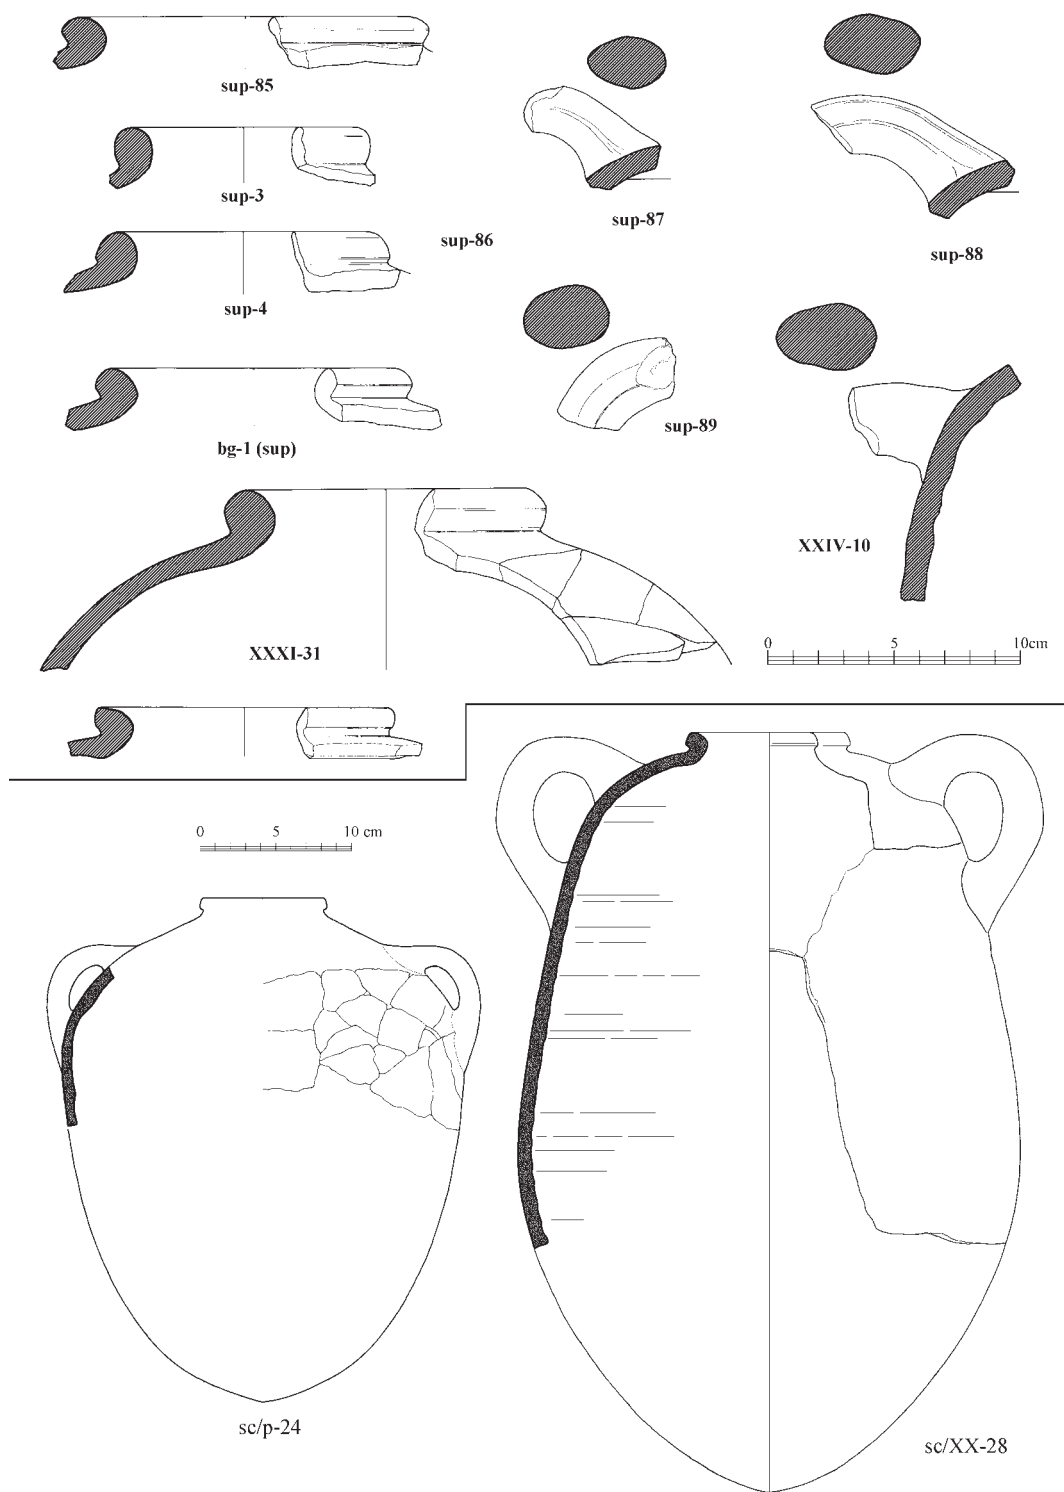 sup-85
sup-3
sup-86
sup-4
sup-87
sup-88
bg-1 (sup)
sup-89
XXXI-31
XXIV-10
0 5 10cm
0 5 10 cm
sc/p-24
sc/XX-28